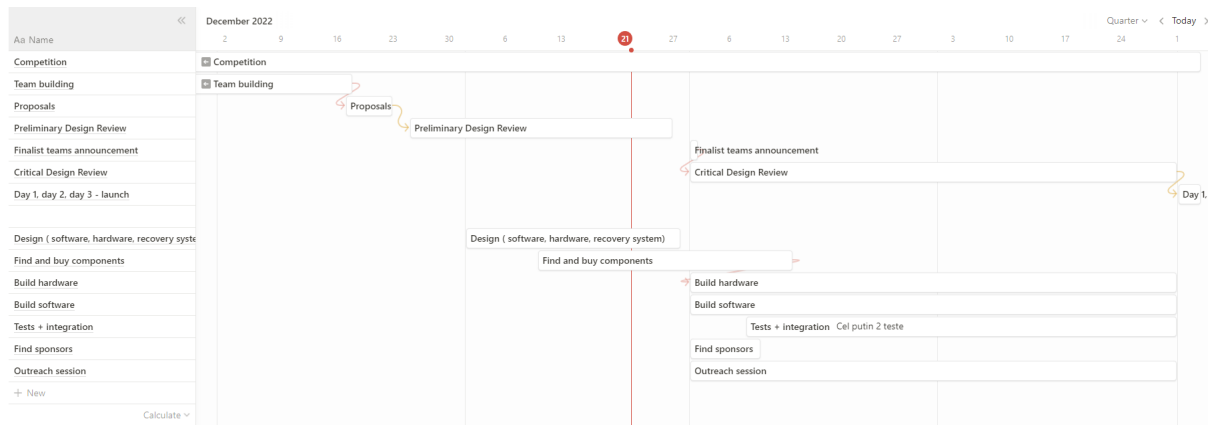 December 2022
Quarter Today
Aa Name
2 9 16 23 30 6 13 21 27 6 13 20 27 3 10 17 24 1
Competition Competition
Team building Team building
Proposals Proposals
Preliminary Design Review Preliminary Design Review
Finalist teams announcement Finalist teams announcement
Critical Design Review Critical Design Review
Day 1, day 2, day 3 - launch Day 1,
Design ( software, hardware, recovery syste Design ( software, hardware, recovery system)
Find and buy components Find and buy components
Build hardware Build hardware
Build software Build software
Tests + integration Tests + integration Cel putin 2 teste
Find sponsors Find sponsors
Outreach session Outreach session
+ New
Calculate